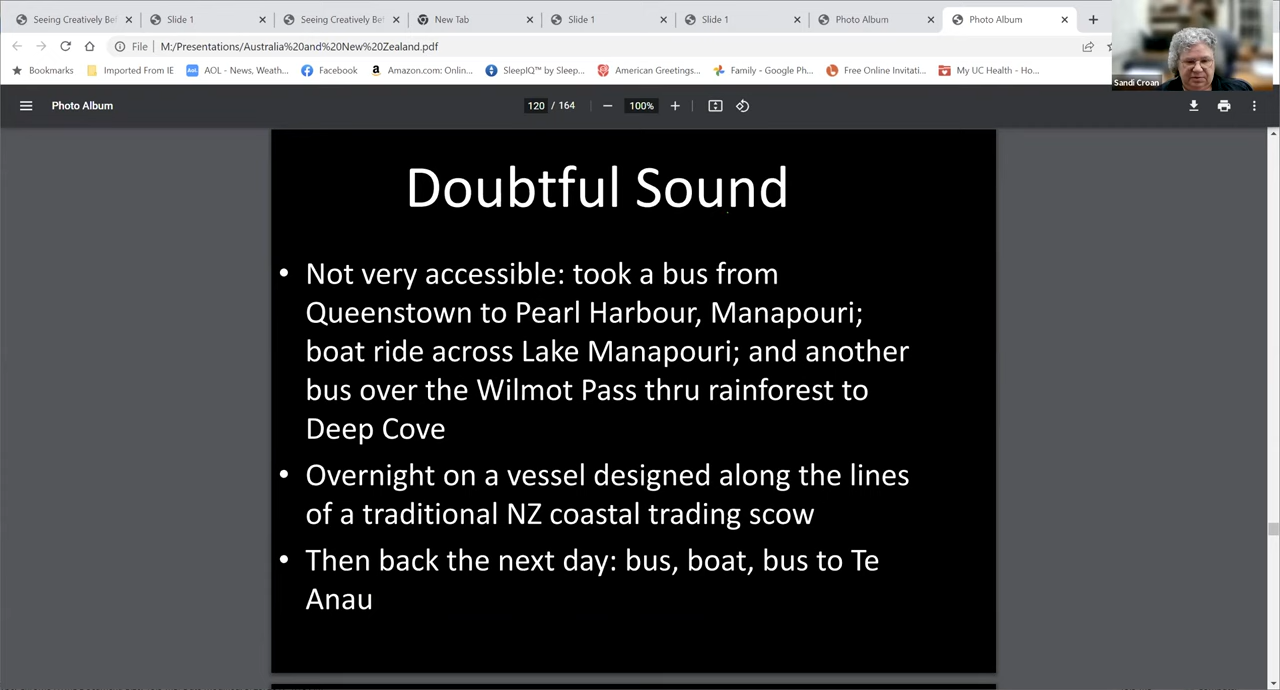 Seeing Creatively Bef
Slide 1
Seeing Creatively Bef
New Tab
Slide 1
Slide 1
Photo Album
Photo Album
File
M:/Presentations/Australia%20and%20New%20Zealand.pdf
Bookmarks
Imported From IE
Aol.
AOL - News, Weath...
Facebook
Amazon.com: Onlin...
SleepIQ™ by Sleep...
American Greetings...
Family - Google Ph...
Free Online Invitati...
My UC Health - Ho...
Sandi Croan
Photo Album
120 / 164
100%
Doubtful Sound
• Not very accessible: took a bus from
Queenstown to Pearl Harbour, Manapouri;
boat ride across Lake Manapouri; and another
bus over the Wilmot Pass thru rainforest to
Deep Cove
• Overnight on a vessel designed along the lines
of a traditional NZ coastal trading scow
• Then back the next day: bus, boat, bus to Te
Anau